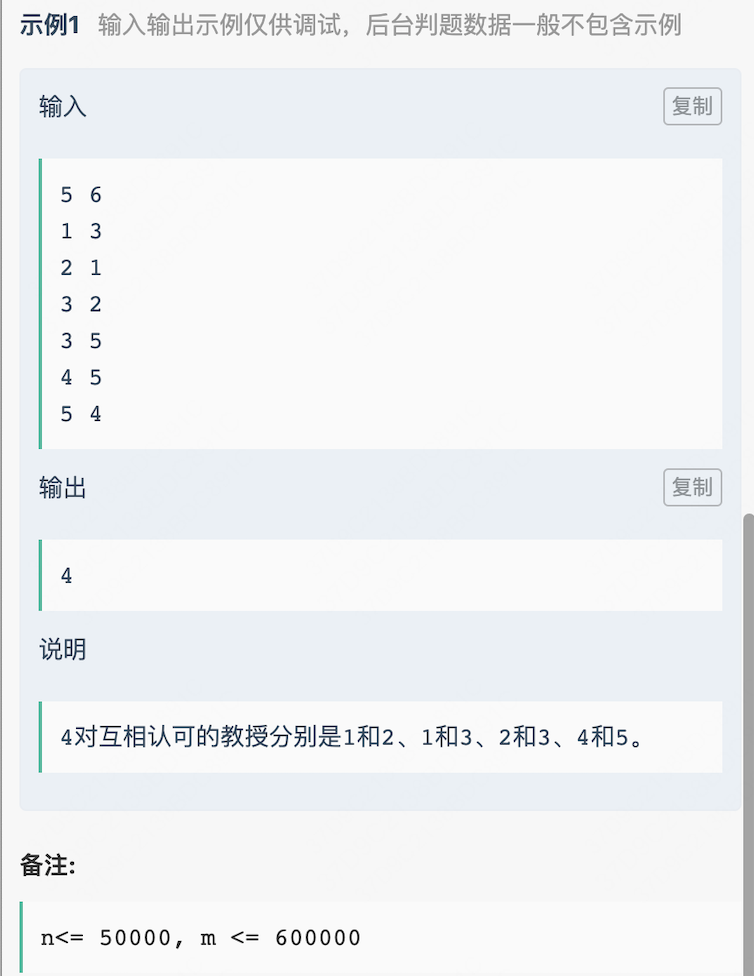 示例1 输入输出示例仅供调试，后台判题数据一般不包含示例
输入
复制
5 6
1 3
2 1
3 2
3 5
4 5
5 4
输出
复制
4
说明
4对互相认可的教授分别是1和2、1和3、2和3、4和5。
备注:
n<= 50000, m <= 600000